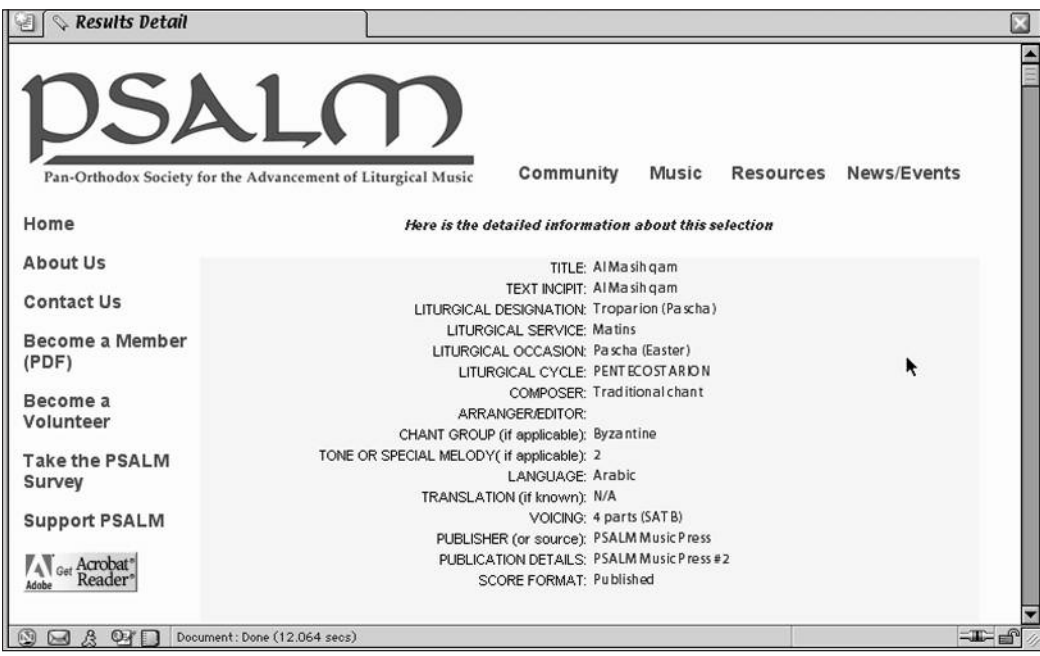 Results Detail
PSALM
Pan-Orthodox Society for the Advancement of Liturgical Music
Community Music Resources News/Events
Home
About Us
Contact Us
Become a Member
(PDF)
Become a
Volunteer
Take the PSALM
Survey
Support PSALM
Adobe Get Acrobat®
Reader®
Here is the detailed information about this selection
TITLE: Al Masih qam
TEXT INCIPIT: Al Masih qam
LITURGICAL DESIGNATION: Troparion (Pascha)
LITURGICAL SERVICE: Matins
LITURGICAL OCCASION: Pascha (Easter)
LITURGICAL CYCLE: PENTECOSTARION
COMPOSER: Traditional chant
ARRANGER/EDITOR:
CHANT GROUP (if applicable): Byzantine
TONE OR SPECIAL MELODY( if applicable): 2
LANGUAGE: Arabic
TRANSLATION (if known): N/A
VOICING: 4 parts (SATB)
PUBLISHER (or source): PSALM Music Press
PUBLICATION DETAILS: PSALM Music Press #2
SCORE FORMAT: Published
Document: Done (12.064 secs)